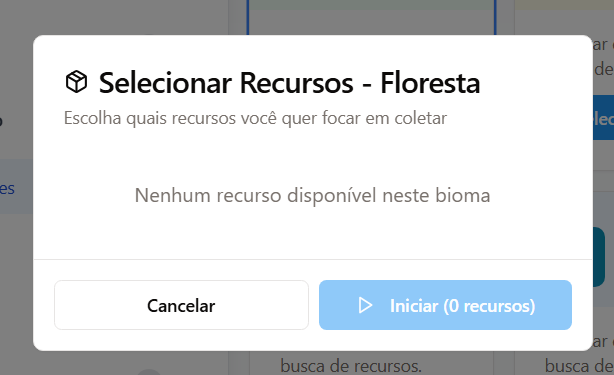 Selecionar Recursos - Floresta
Escolha quais recursos você quer focar em coletar
es
Nenhum recurso disponível neste bioma
Cancelar
Iniciar (0 recursos)
busca de recursos.
busca de